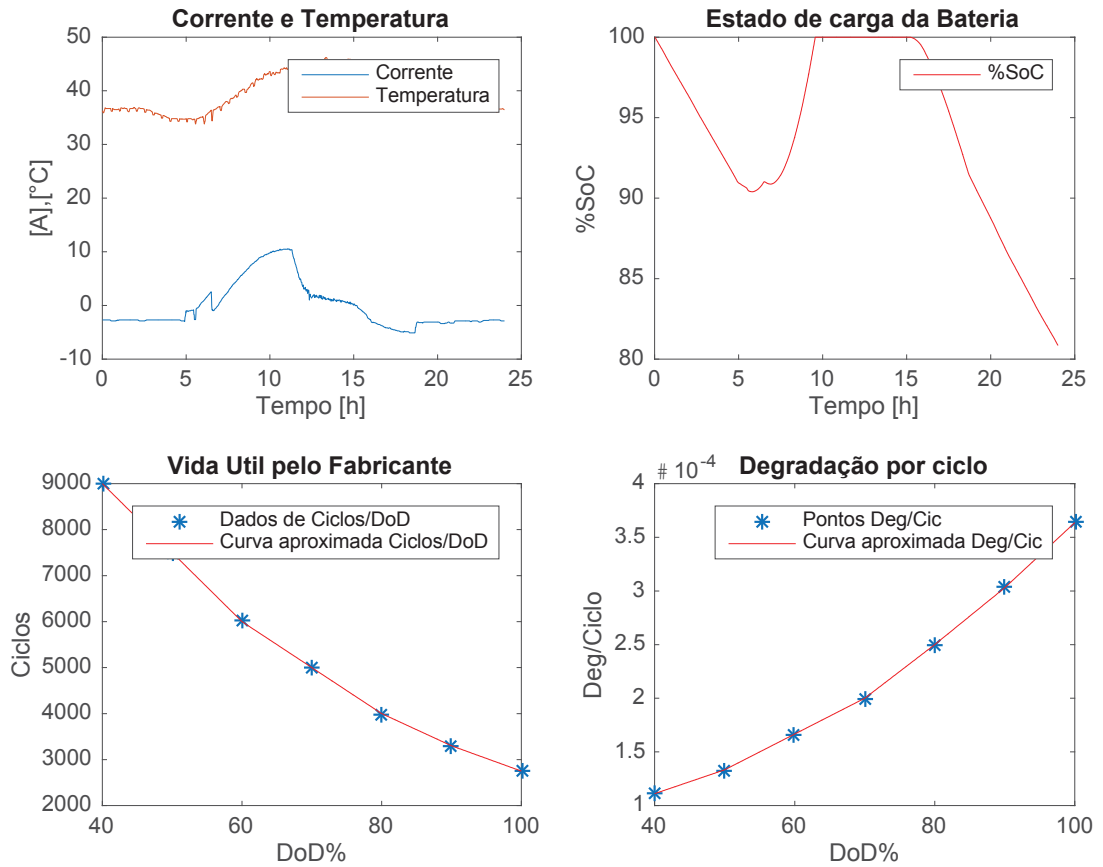 Corrente e Temperatura
50
40
30
20
10
0
-10
[A],[°C]
Corrente
Temperatura
0 5 10 15 20 25
Tempo [h]
Estado de carga da Bateria
100
95
90
85
80
%SoC
%SoC
0 5 10 15 20 25
Tempo [h]
Vida Util pelo Fabricante
9000
8000
7000
6000
5000
4000
3000
2000
Ciclos
Dados de Ciclos/DoD
Curva aproximada Ciclos/DoD
40 60 80 100
DoD%
# 10-4
Degradação por ciclo
4
3.5
3
2.5
2
1.5
1
Deg/Ciclo
Pontos Deg/Cic
Curva aproximada Deg/Cic
40 50 60 70 80 90 100
DoD%